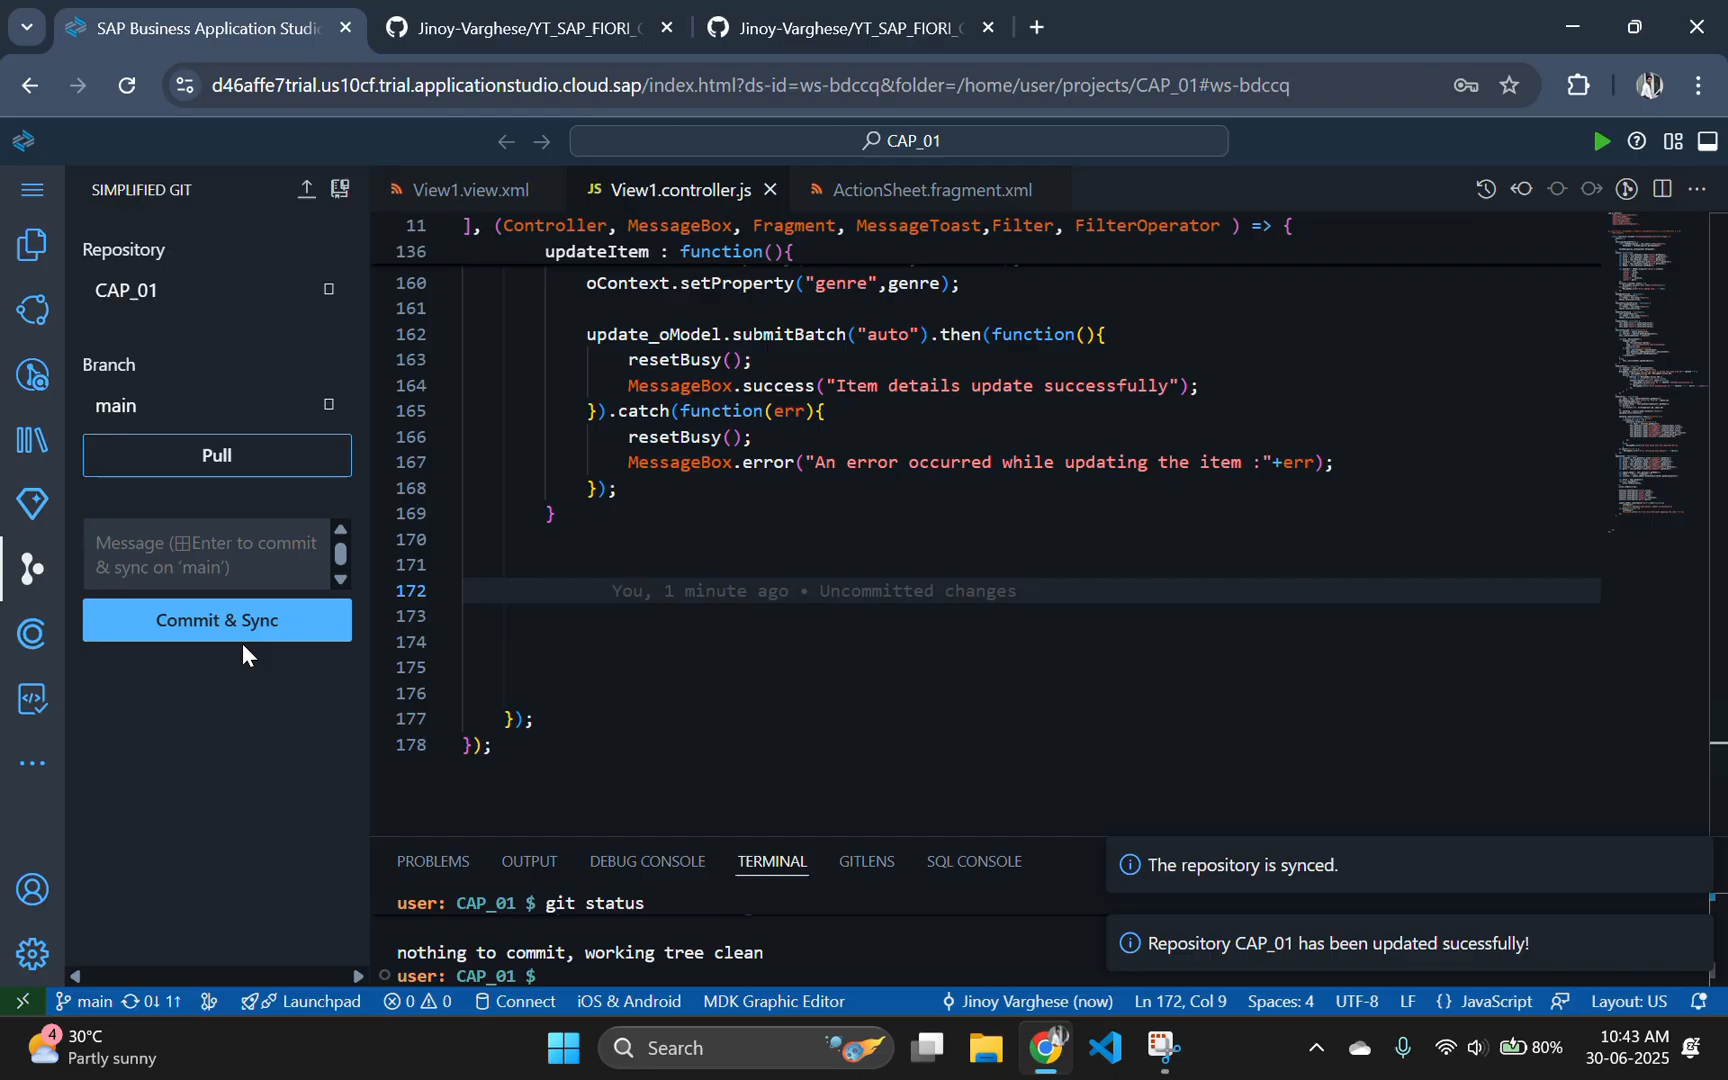 SAP Business Application Studio
Jinoy-Varghese/YT_SAP_FIORI_
Jinoy-Varghese/YT_SAP_FIORI_
d46affe7trial.us10cf.trial.applicationstudio.cloud.sap/index.html?ds-id=ws-bdccq&folder=/home/user/projects/CAP_01#ws-bdccq
CAP_01
SIMPLIFIED GIT
View1.view.xml
JS View1.controller.js
ActionSheet.fragment.xml
Repository
CAP_01
Branch
main
Pull
Message (Enter to commit
& sync on 'main')
Commit & Sync
11 ], (Controller, MessageBox, Fragment, MessageToast,Filter, FilterOperator ) => {
136 updateItem : function(){
160 oContext.setProperty("genre",genre);
161
162 update_oModel.submitBatch("auto").then(function(){
163 resetBusy();
164 MessageBox.success("Item details update successfully");
165 }).catch(function(err){
166 resetBusy();
167 MessageBox.error("An error occurred while updating the item :"+err);
168 });
169 }
170
171
172 You, 1 minute ago • Uncommitted changes
173
174
175
176
177 });
178 });
PROBLEMS OUTPUT DEBUG CONSOLE TERMINAL GITLENS SQL CONSOLE
user: CAP_01 $ git status
nothing to commit, working tree clean
user: CAP_01 $
The repository is synced.
Repository CAP_01 has been updated sucessfully!
main 0↓ 1↑ Launchpad 0 0 Connect iOS & Android MDK Graphic Editor Jinoy Varghese (now) Ln 172, Col 9 Spaces: 4 UTF-8 LF {} JavaScript Layout: US
4
30°C
Partly sunny
Search
80%
10:43 AM
30-06-2025